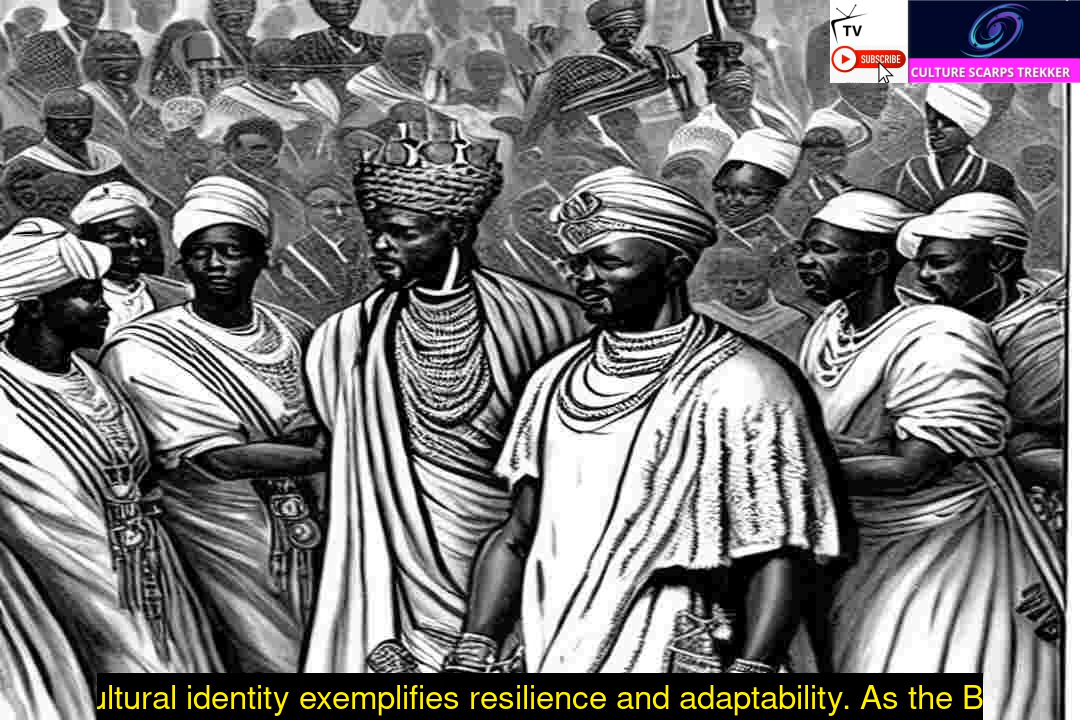 TV
SUBSCRIBE
CULTURE SCARPS TREKKER
ultural identity exemplifies resilience and adaptability. As the B